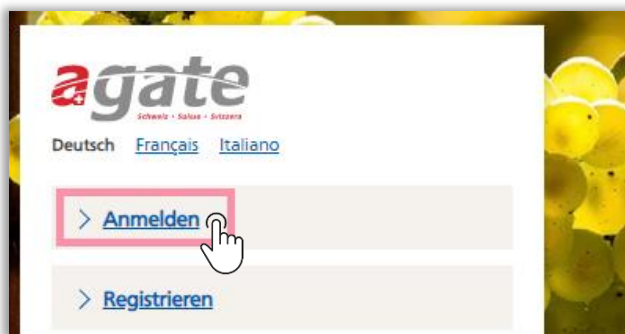 agate
Schweiz • Suisse • Svizzera
Deutsch Français Italiano
> Anmelden
> Registrieren